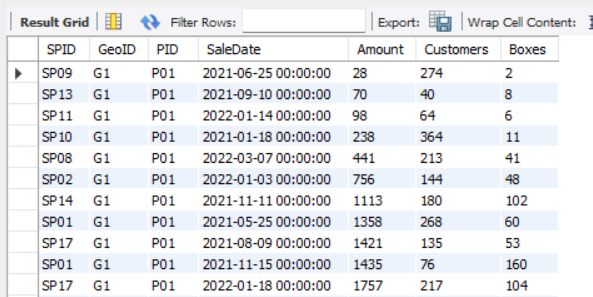 Result Grid Filter Rows: Export: Wrap Cell Content:
SPID GeoID PID SaleDate Amount Customers Boxes
SP09 G1 P01 2021-06-25 00:00:00 28 274 2
SP13 G1 P01 2021-09-10 00:00:00 70 40 8
SP11 G1 P01 2022-01-14 00:00:00 98 64 6
SP10 G1 P01 2021-01-18 00:00:00 238 364 11
SP08 G1 P01 2022-03-07 00:00:00 441 213 41
SP02 G1 P01 2022-01-03 00:00:00 756 144 48
SP14 G1 P01 2021-11-11 00:00:00 1113 180 102
SP01 G1 P01 2021-05-25 00:00:00 1358 268 60
SP17 G1 P01 2021-08-09 00:00:00 1421 135 53
SP01 G1 P01 2021-11-15 00:00:00 1435 76 160
SP17 G1 P01 2022-01-18 00:00:00 1757 217 104